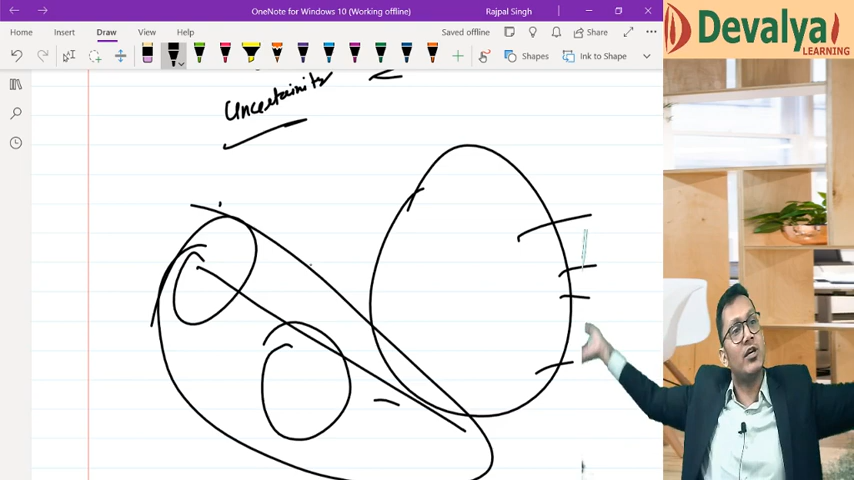 OneNote for Windows 10 (Working offline)
Rajpal Singh
Home Insert Draw View Help
Saved offline
Share
Shapes
Ink to Shape
Uncertainity
Devalya
LEARNING